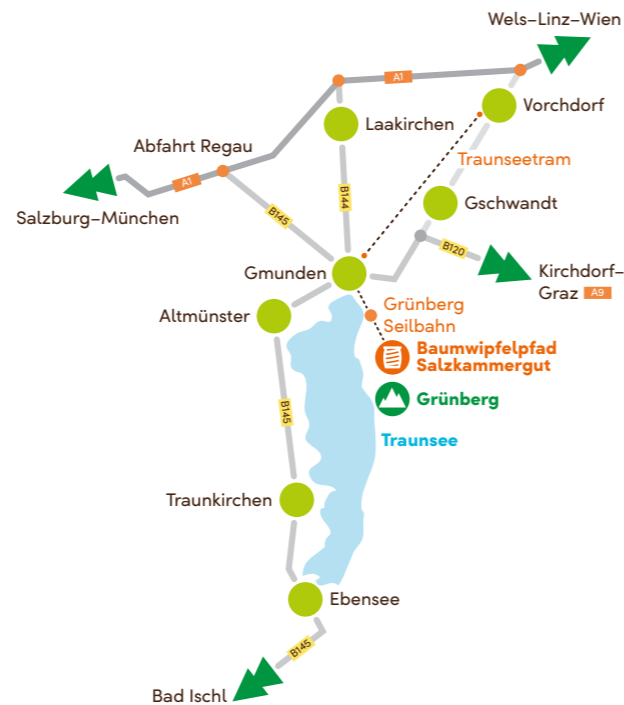 Wels–Linz–Wien
A1
Vorchdorf
Laakirchen
Abfahrt Regau
Traunseetram
A1
B144
Gschwandt
Salzburg–München
B145
B120
Gmunden
Kirchdorf–
Graz A9
Grünberg
Seilbahn
Altmünster
Baumwipfelpfad
Salzkammergut
Grünberg
B145
Traunsee
Traunkirchen
Ebensee
B145
Bad Ischl